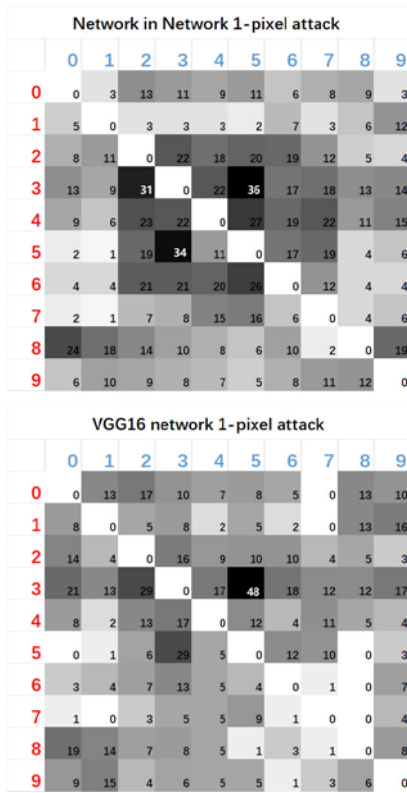 Network in Network 1-pixel attack
0 1 2 3 4 5 6 7 8 9
0 0 3 13 11 9 11 6 8 9 3
1 5 0 3 3 3 2 7 3 6 12
2 8 11 0 22 18 20 19 12 5 4
3 13 9 31 0 22 36 17 18 13 14
4 9 6 23 22 0 27 19 22 11 15
5 2 1 19 34 11 0 17 19 4 6
6 4 4 21 21 20 26 0 12 4 4
7 2 1 7 8 15 16 6 0 4 6
8 24 18 14 10 8 6 10 2 0 19
9 6 10 9 8 7 5 8 11 12 0
VGG16 network 1-pixel attack
0 1 2 3 4 5 6 7 8 9
0 0 13 17 10 7 8 5 0 13 10
1 8 0 5 8 2 5 2 0 13 16
2 14 4 0 16 9 10 10 4 5 3
3 21 13 29 0 17 48 18 12 12 17
4 8 2 13 17 0 12 4 11 5 4
5 0 1 6 29 5 0 12 10 0 3
6 3 4 7 13 5 4 0 1 0 7
7 1 0 3 5 5 9 1 0 0 4
8 19 14 7 8 5 1 3 1 0 8
9 9 15 4 6 5 5 1 3 6 0